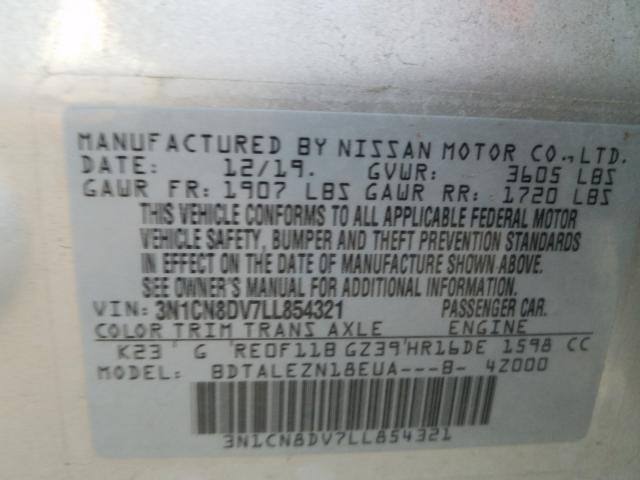 MANUFACTURED BY NISSAN MOTOR CO., LTD.
DATE: 12/19. GVWR: 3605 LBS
GAWR FR: 1907 LBS GAWR RR: 1720 LBS
THIS VEHICLE CONFORMS TO ALL APPLICABLE FEDERAL MOTOR
VEHICLE SAFETY, BUMPER AND THEFT PREVENTION STANDARDS
IN EFFECT ON THE DATE OF MANUFACTURE SHOWN ABOVE.
SEE OWNER'S MANUAL FOR ADDITIONAL INFORMATION.
VIN: 3N1CN8DV7LL854321 PASSENGER CAR.
COLOR TRIM TRANS AXLE ENGINE
K23 G RE0F11B GZ39 HR16DE 1598 CC
MODEL. BDTALEZN18EUA---B- 4Z000
3N1CN8DV7LL854321